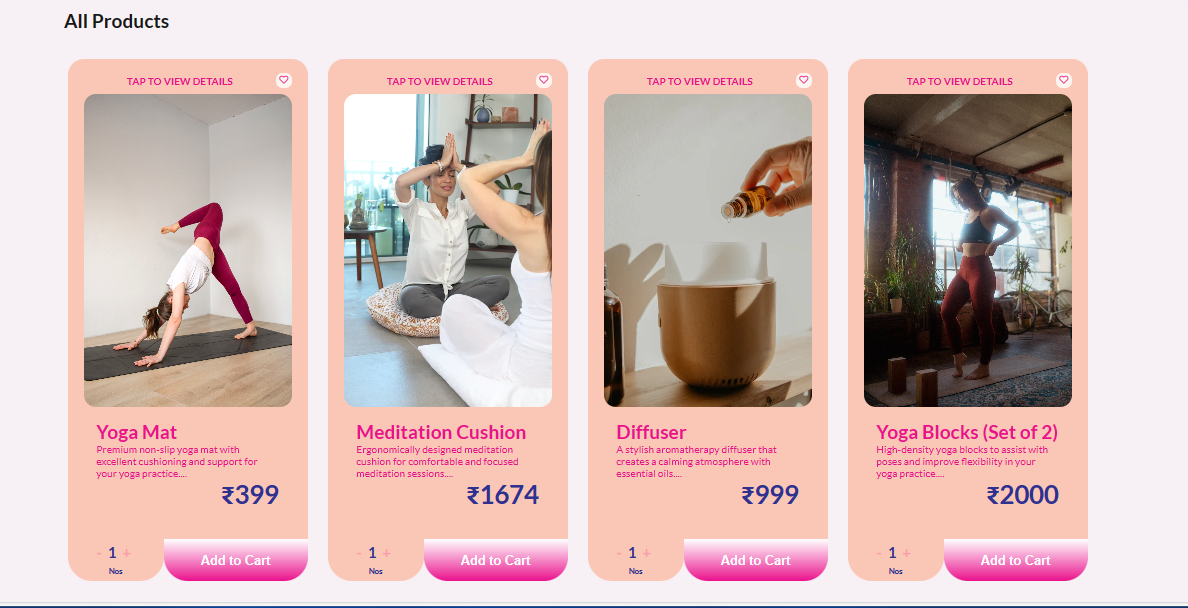 All Products
TAP TO VIEW DETAILS
Yoga Mat
Premium non-slip yoga mat with
excellent cushioning and support for
your yoga practice....
₹399
- 1 +
Nos
Add to Cart
TAP TO VIEW DETAILS
Meditation Cushion
Ergonomically designed meditation
cushion for comfortable and focused
meditation sessions....
₹1674
- 1 +
Nos
Add to Cart
TAP TO VIEW DETAILS
Diffuser
A stylish aromatherapy diffuser that
creates a calming atmosphere with
essential oils....
₹999
- 1 +
Nos
Add to Cart
TAP TO VIEW DETAILS
Yoga Blocks (Set of 2)
High-density yoga blocks to assist with
poses and improve flexibility in your
yoga practice....
₹2000
- 1 +
Nos
Add to Cart